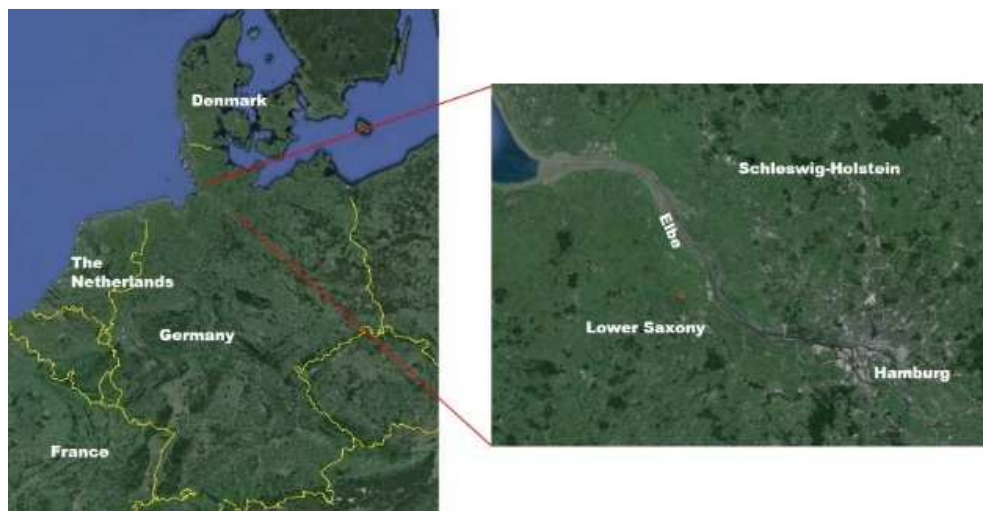 Denmark
The
Netherlands
Germany
France
Schleswig-Holstein
Elbe
Lower Saxony
Hamburg